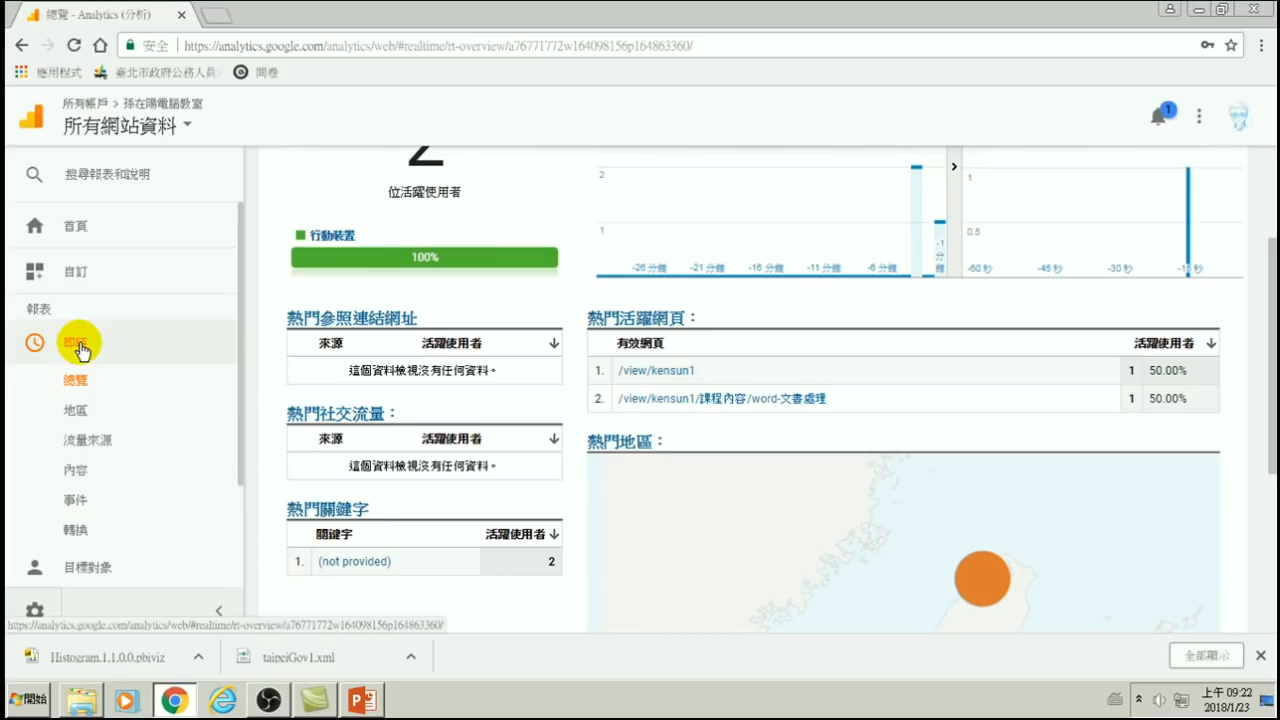 總覽 - Analytics (分析)
安全
https://analytics.google.com/analytics/web/#realtime/rt-overview/a76771772w164098156p164863360/
應用程式
臺北市政府公務人員
問卷
所有帳戶 > 孫在陽電腦教室
所有網站資料
1
搜尋報表和說明
首頁
自訂
報表
即時
總覽
地區
流量來源
內容
事件
轉換
目標對象
2
位活躍使用者
行動裝置
100%
2
1
-26 分鐘
-21 分鐘
-16 分鐘
-11 分鐘
-6 分鐘
-1 分鐘
1
0.5
-60 秒
-45 秒
-30 秒
-15 秒
熱門參照連結網址
來源 活躍使用者
這個資料檢視沒有任何資料。
熱門社交流量：
來源 活躍使用者
這個資料檢視沒有任何資料。
熱門關鍵字
關鍵字 活躍使用者
1. (not provided) 2
熱門活躍網頁：
有效網頁 活躍使用者
1. /view/kensun1 1 50.00%
2. /view/kensun1/課程內容/word-文書處理 1 50.00%
熱門地區：
https://analytics.google.com/analytics/web/#realtime/rt-overview/a76771772w164098156p164863360/
Histogram.1.1.0.0.pbiviz
taipeiGov1.xml
全部顯示
開始
上午 09:22
2018/1/23